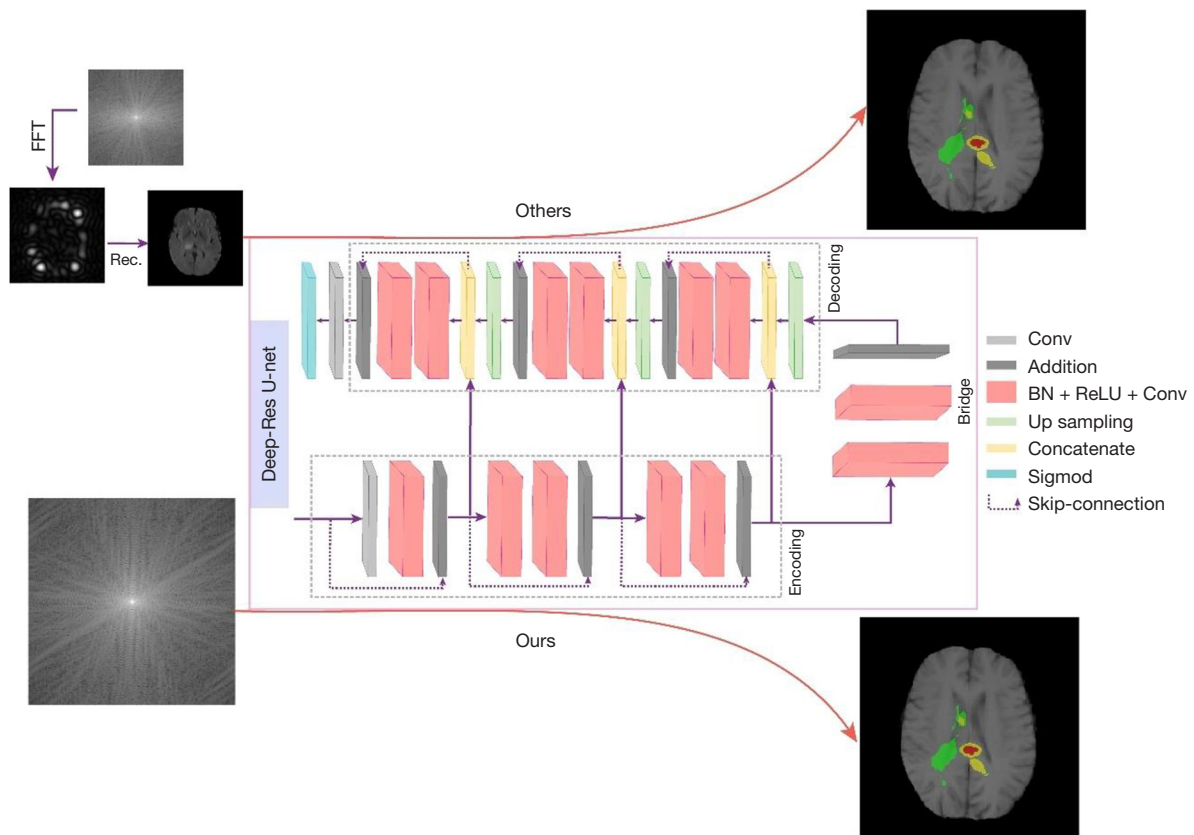 FFT
Rec.
Others
Decoding
Deep-Res U-net
Bridge
Encoding
Conv
Addition
BN + ReLU + Conv
Up sampling
Concatenate
Sigmod
Skip-connection
Ours